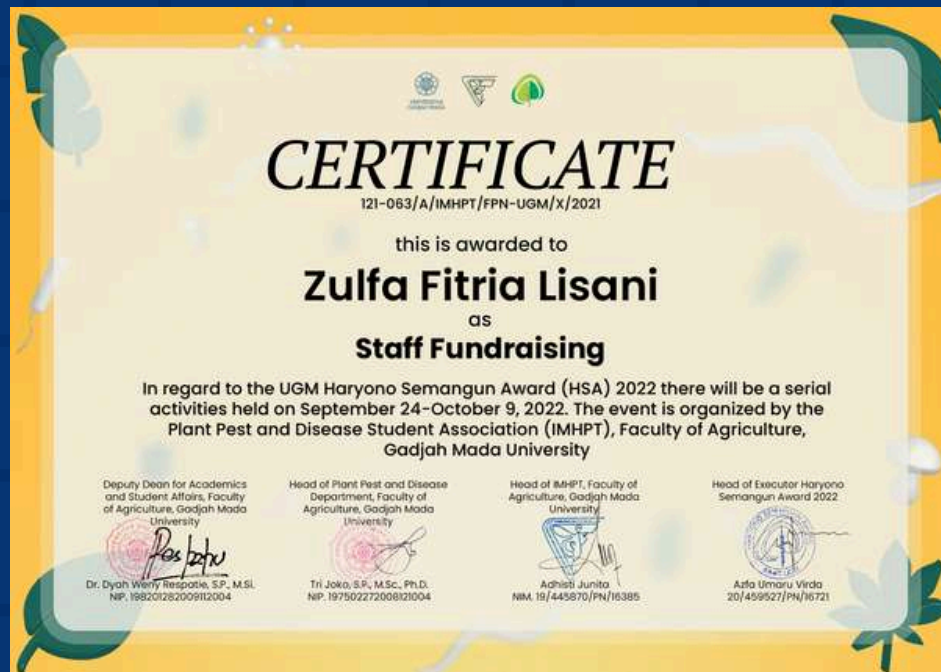 UNIVERSITAS
GADJAH MADA
CERTIFICATE
121-063/A/IMHPT/FPN-UGM/X/2021
this is awarded to
Zulfa Fitria Lisani
as
Staff Fundraising
In regard to the UGM Haryono Semangun Award (HSA) 2022 there will be a serial
activities held on September 24-October 9, 2022. The event is organized by the
Plant Pest and Disease Student Association (IMHPT), Faculty of Agriculture,
Gadjah Mada University
Deputy Dean for Academics
and Student Affairs, Faculty
of Agriculture, Gadjah Mada
University
Dr. Dyah Weny Respatie, S.P., M.Si.
NIP. 198201282009112004
Head of Plant Pest and Disease
Department, Faculty of
Agriculture, Gadjah Mada
University
Tri Joko, S.P., M.Sc., Ph.D.
NIP. 197502272008121004
Head of IMHPT, Faculty of
Agriculture, Gadjah Mada
University
Adhisti Junita
NIM. 19/445870/PN/16385
Head of Executor Haryono
Semangun Award 2022
Azfa Umaru Virda
20/459527/PN/16721